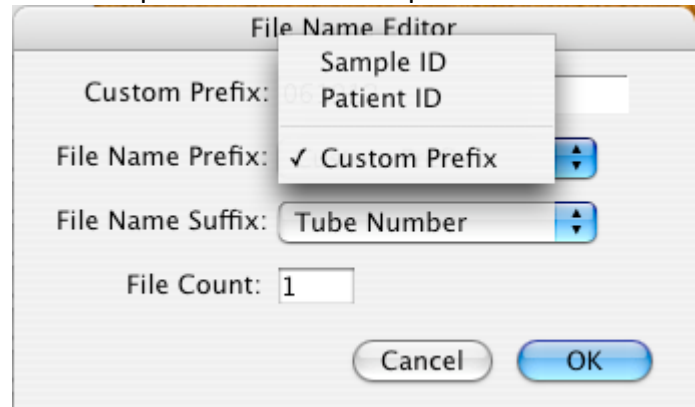 File Name Editor
Sample ID
Custom Prefix:
Patient ID
File Name Prefix: ✓ Custom Prefix
File Name Suffix: Tube Number
File Count: 1
Cancel OK